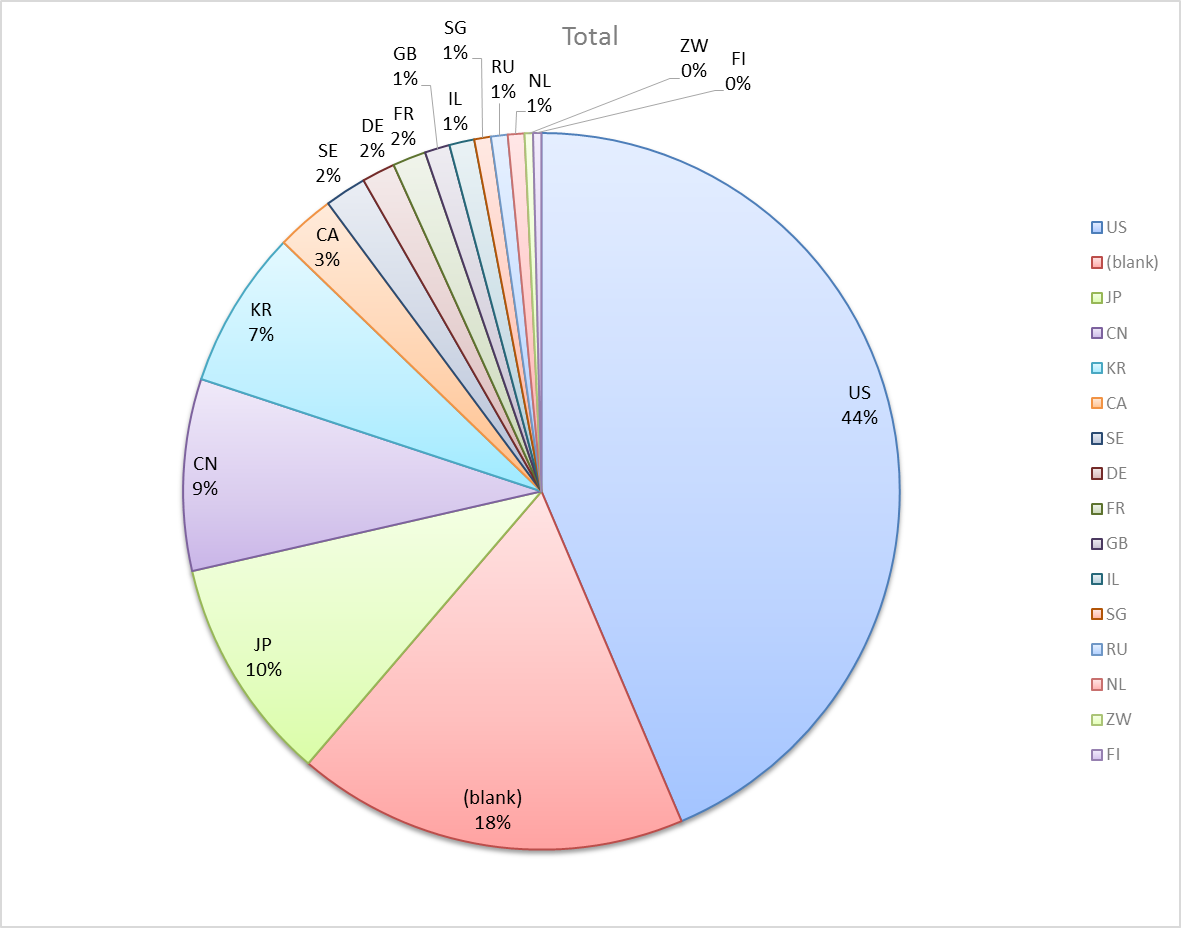 Total
US
44%
(blank)
18%
JP
10%
CN
9%
KR
7%
CA
3%
SE
2%
DE
2%
FR
2%
GB
1%
IL
1%
SG
1%
RU
1%
NL
1%
ZW
0%
FI
0%
US
(blank)
JP
CN
KR
CA
SE
DE
FR
GB
IL
SG
RU
NL
ZW
FI